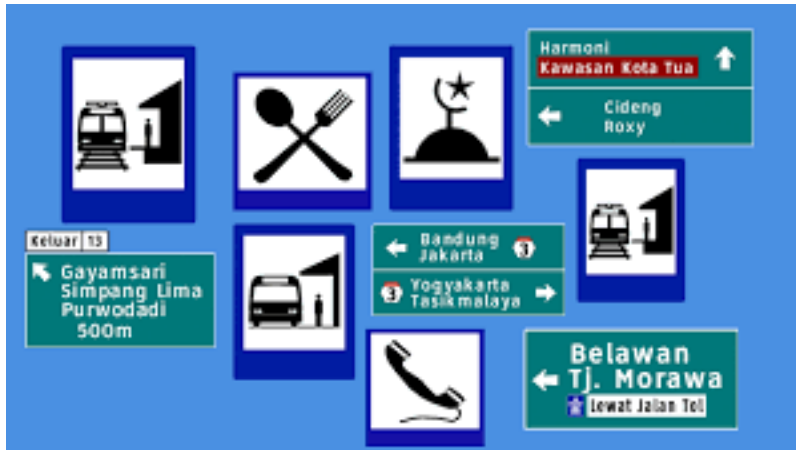 Harmoni
Kawasan Kota Tua
Cideng
Roxy
Keluar 13
Gayamsari
Simpang Lima
Purwodadi
500m
Bandung
Jakarta
3
3
Yogyakarta
Tasikmalaya
Belawan
Tj. Morawa
Lewat Jalan Tol